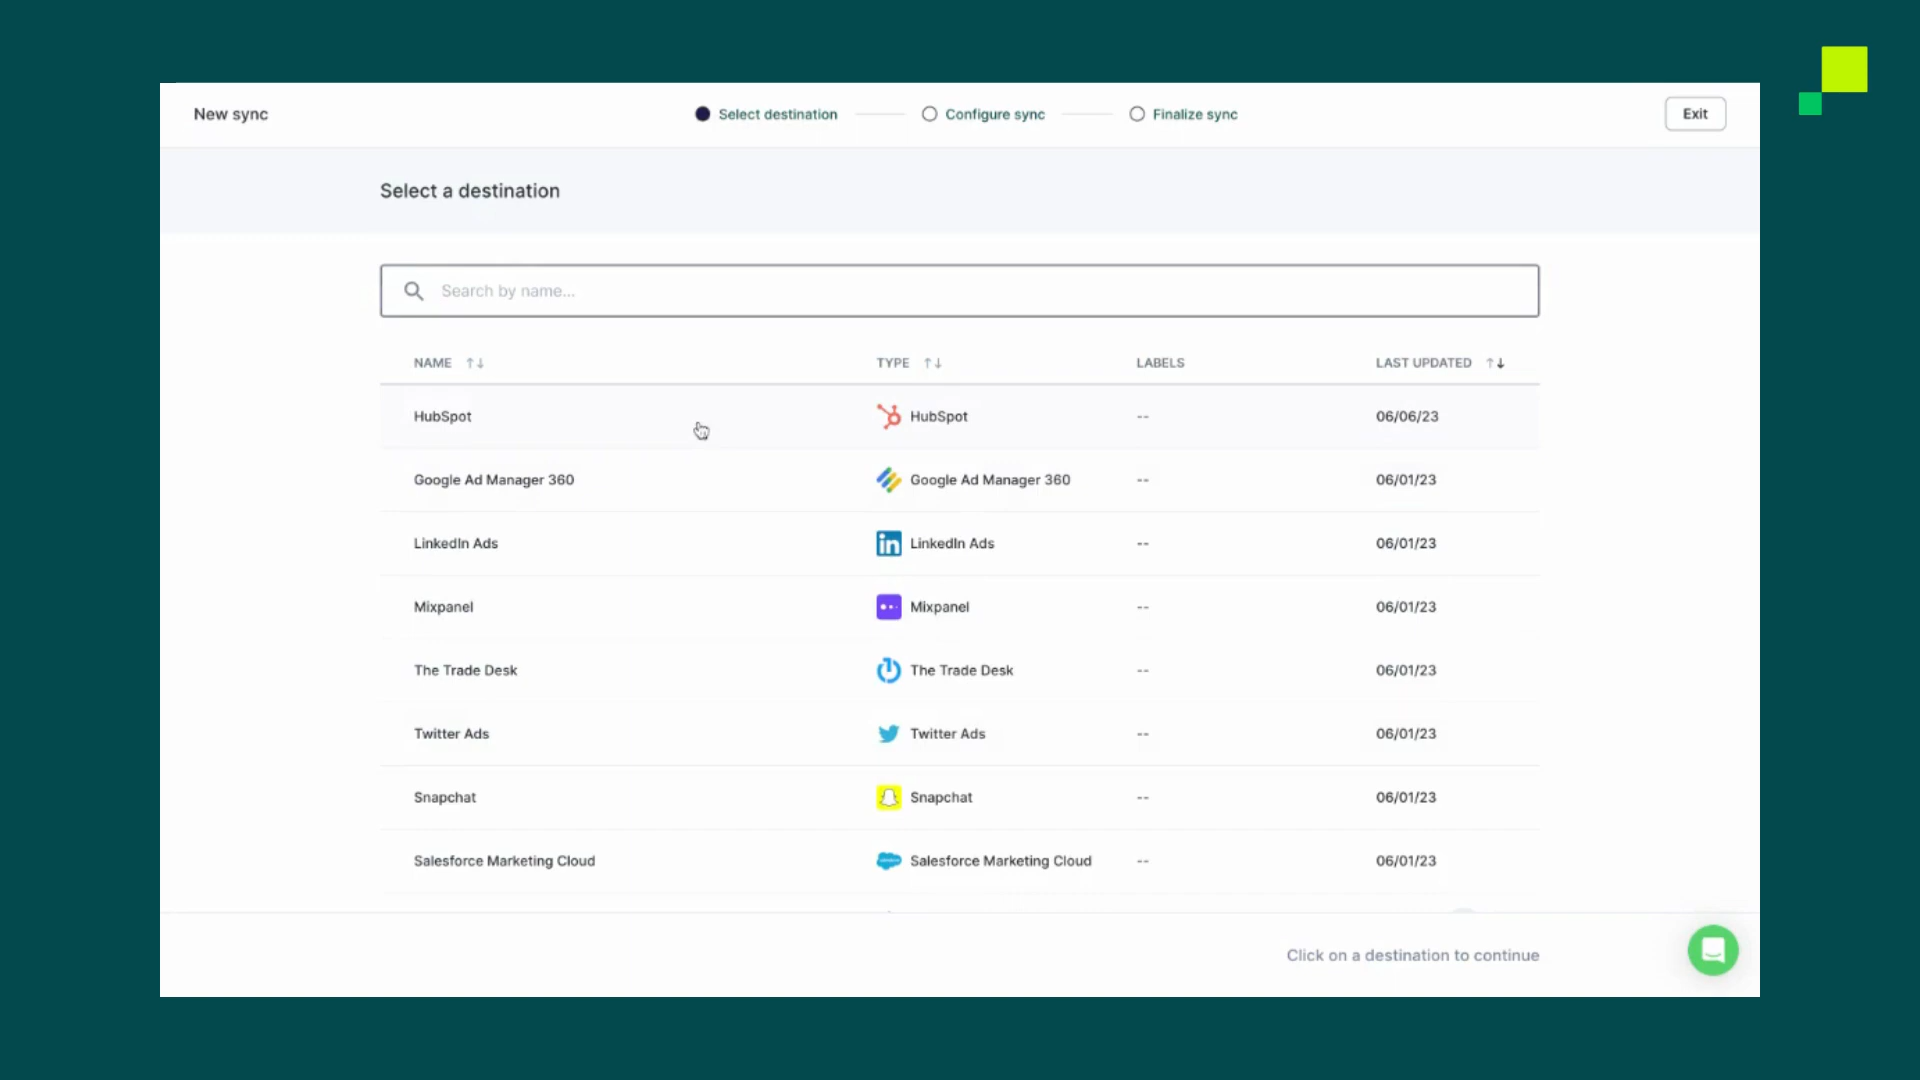 New sync
Select destination
Configure sync
Finalize sync
Exit
Select a destination
Search by name...
NAME TYPE LABELS LAST UPDATED
HubSpot HubSpot -- 06/06/23
Google Ad Manager 360 Google Ad Manager 360 -- 06/01/23
LinkedIn Ads in LinkedIn Ads -- 06/01/23
Mixpanel Mixpanel -- 06/01/23
The Trade Desk The Trade Desk -- 06/01/23
Twitter Ads Twitter Ads -- 06/01/23
Snapchat Snapchat -- 06/01/23
Salesforce Marketing Cloud Salesforce Marketing Cloud -- 06/01/23
Click on a destination to continue